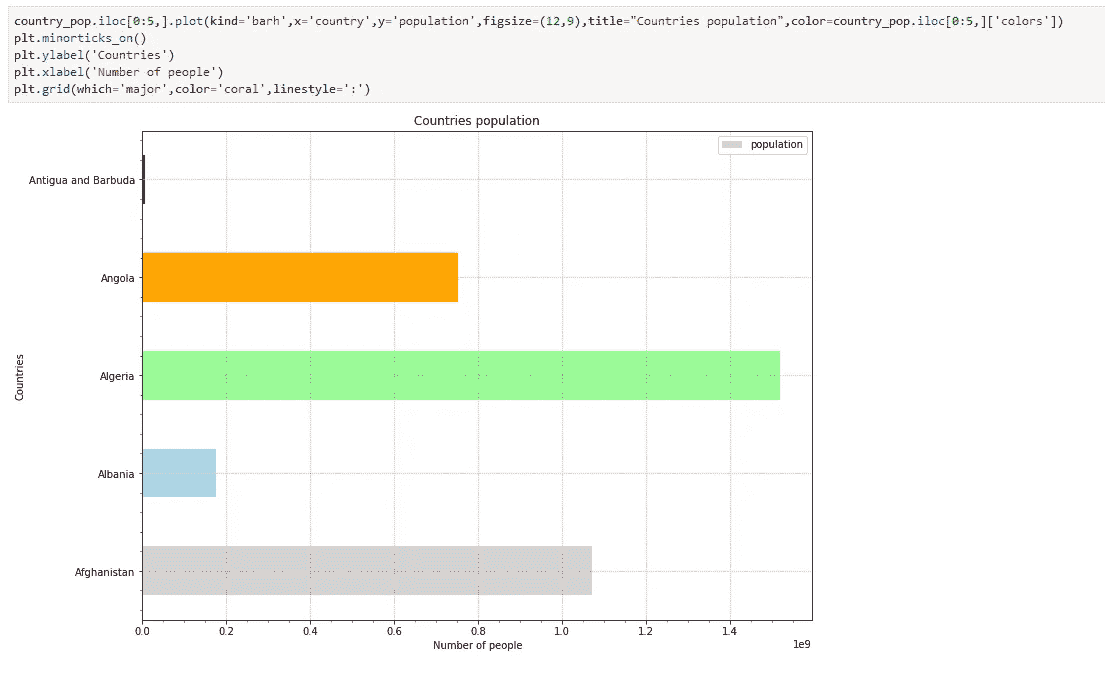 country_pop.iloc[0:5,].plot(kind='barh',x='country',y='population',figsize=(12,9),title="Countries population",color=country_pop.iloc[0:5,]['colors'])
plt.minorticks_on()
plt.ylabel('Countries')
plt.xlabel('Number of people')
plt.grid(which='major',color='coral',linestyle=':')
Countries population
population
Antigua and Barbuda
Angola
Algeria
Albania
Afghanistan
Countries
0.0 0.2 0.4 0.6 0.8 1.0 1.2 1.4
Number of people
1e9